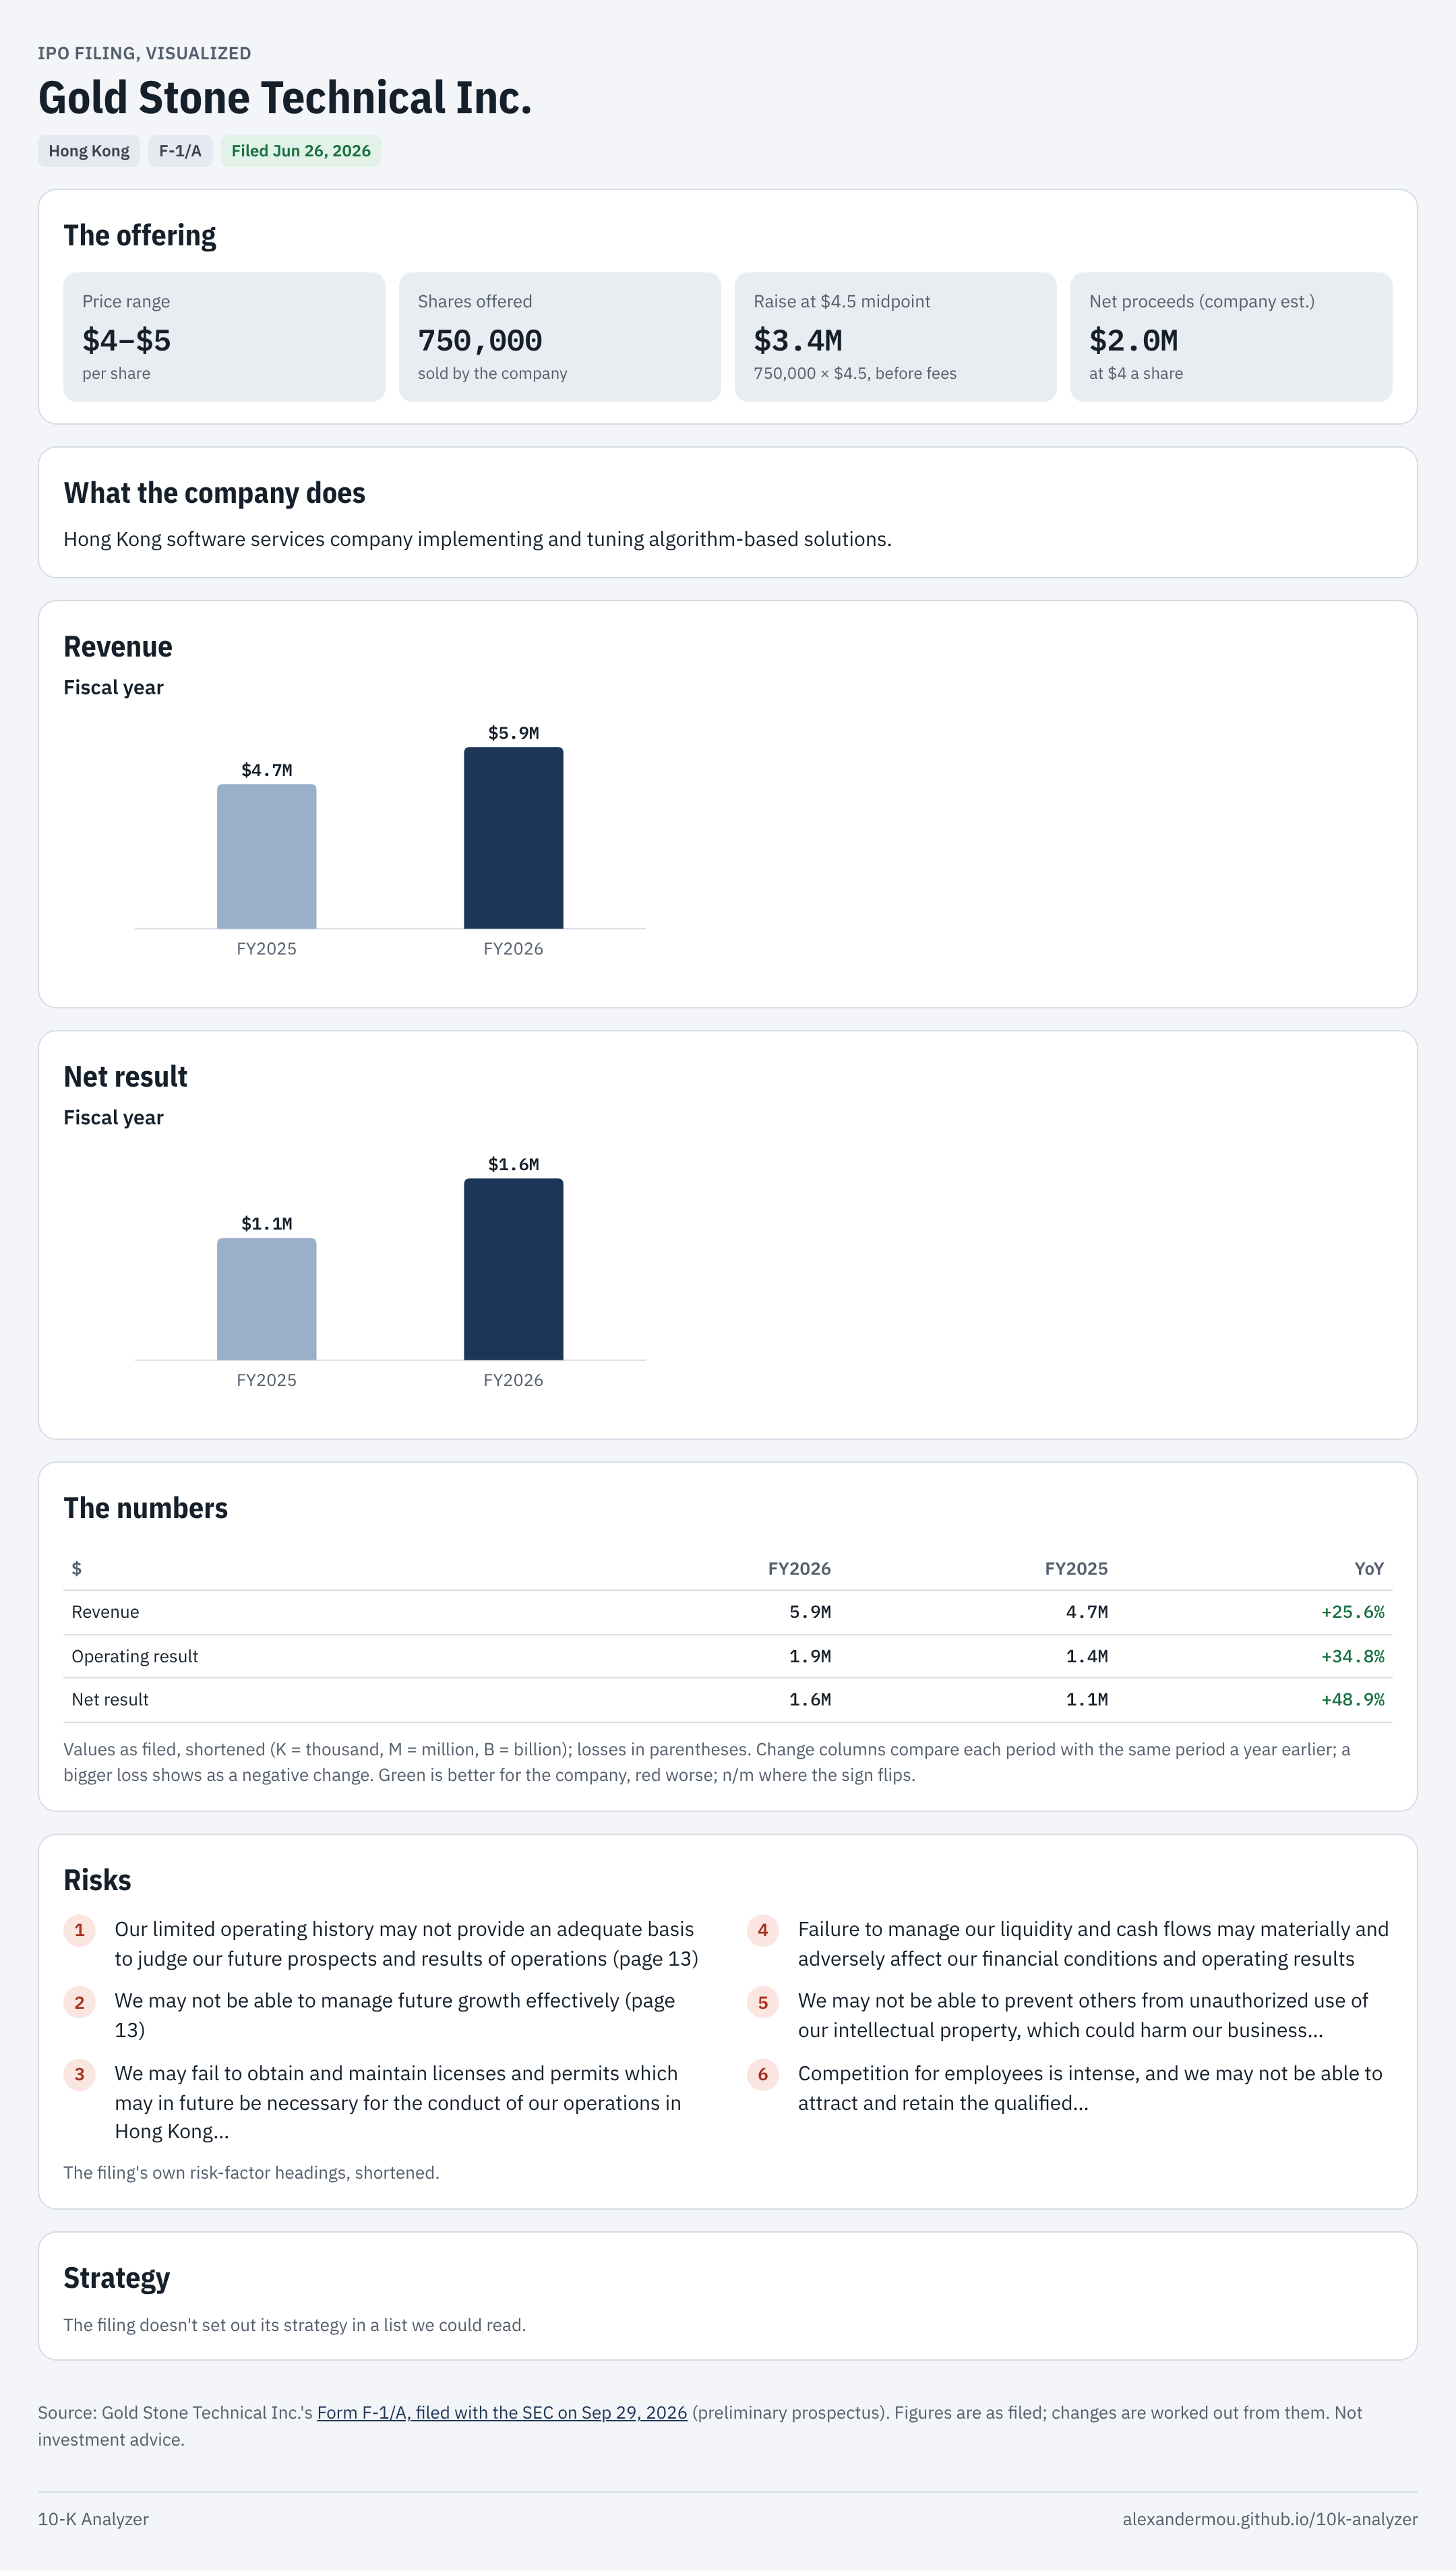 IPO FILING, VISUALIZED
Gold Stone Technical Inc.
Hong Kong F-1/A Filed Jun 26, 2026
The offering
Price range
$4–$5
per share
Shares offered
750,000
sold by the company
Raise at $4.5 midpoint
$3.4M
750,000 × $4.5, before fees
Net proceeds (company est.)
$2.0M
at $4 a share
What the company does
Hong Kong software services company implementing and tuning algorithm-based solutions.
Revenue
Fiscal year
$4.7M
$5.9M
FY2025 FY2026
Net result
Fiscal year
$1.1M
$1.6M
FY2025 FY2026
The numbers
$ FY2026 FY2025 YoY
Revenue 5.9M 4.7M +25.6%
Operating result 1.9M 1.4M +34.8%
Net result 1.6M 1.1M +48.9%
Values as filed, shortened (K = thousand, M = million, B = billion); losses in parentheses. Change columns compare each period with the same period a year earlier; a
bigger loss shows as a negative change. Green is better for the company, red worse; n/m where the sign flips.
Risks
1 Our limited operating history may not provide an adequate basis
to judge our future prospects and results of operations (page 13)
2 We may not be able to manage future growth effectively (page
13)
3 We may fail to obtain and maintain licenses and permits which
may in future be necessary for the conduct of our operations in
Hong Kong…
4 Failure to manage our liquidity and cash flows may materially and
adversely affect our financial conditions and operating results
5 We may not be able to prevent others from unauthorized use of
our intellectual property, which could harm our business…
6 Competition for employees is intense, and we may not be able to
attract and retain the qualified…
The filing's own risk-factor headings, shortened.
Strategy
The filing doesn't set out its strategy in a list we could read.
Source: Gold Stone Technical Inc.'s Form F-1/A, filed with the SEC on Sep 29, 2026 (preliminary prospectus). Figures are as filed; changes are worked out from them. Not
investment advice.
10-K Analyzer
alexandermou.github.io/10k-analyzer